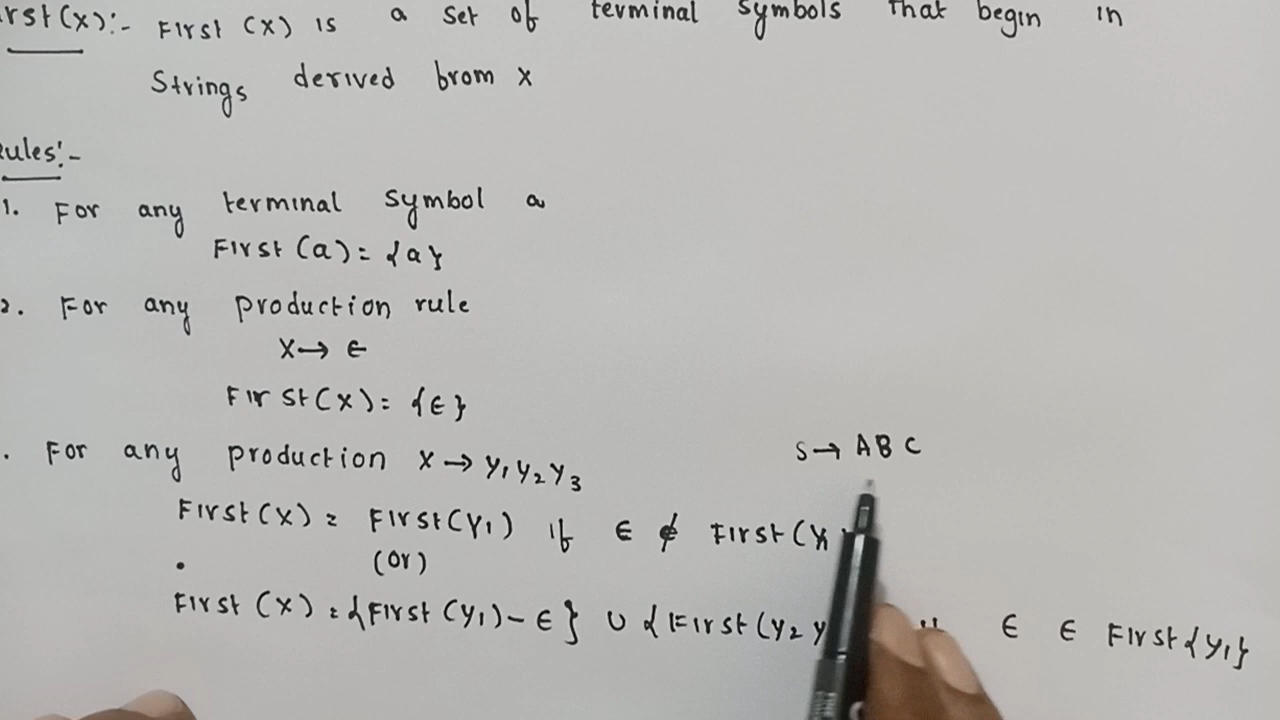 rst(x):- First (x) is a set of terminal symbols that begin in
Strings derived from x
Rules:-
1. For any terminal symbol a
First (a) = {a}
2. For any production rule
X → ϵ
First (x) = {ϵ}
. For any production X → Y1 Y2 Y3
S → A B C
First (x) = First (Y1) if ϵ ∉ First (Y1
(or)
First (x) = {First (Y1) - ϵ} ∪ {First (Y2 Y ϵ ∈ First {Y1}